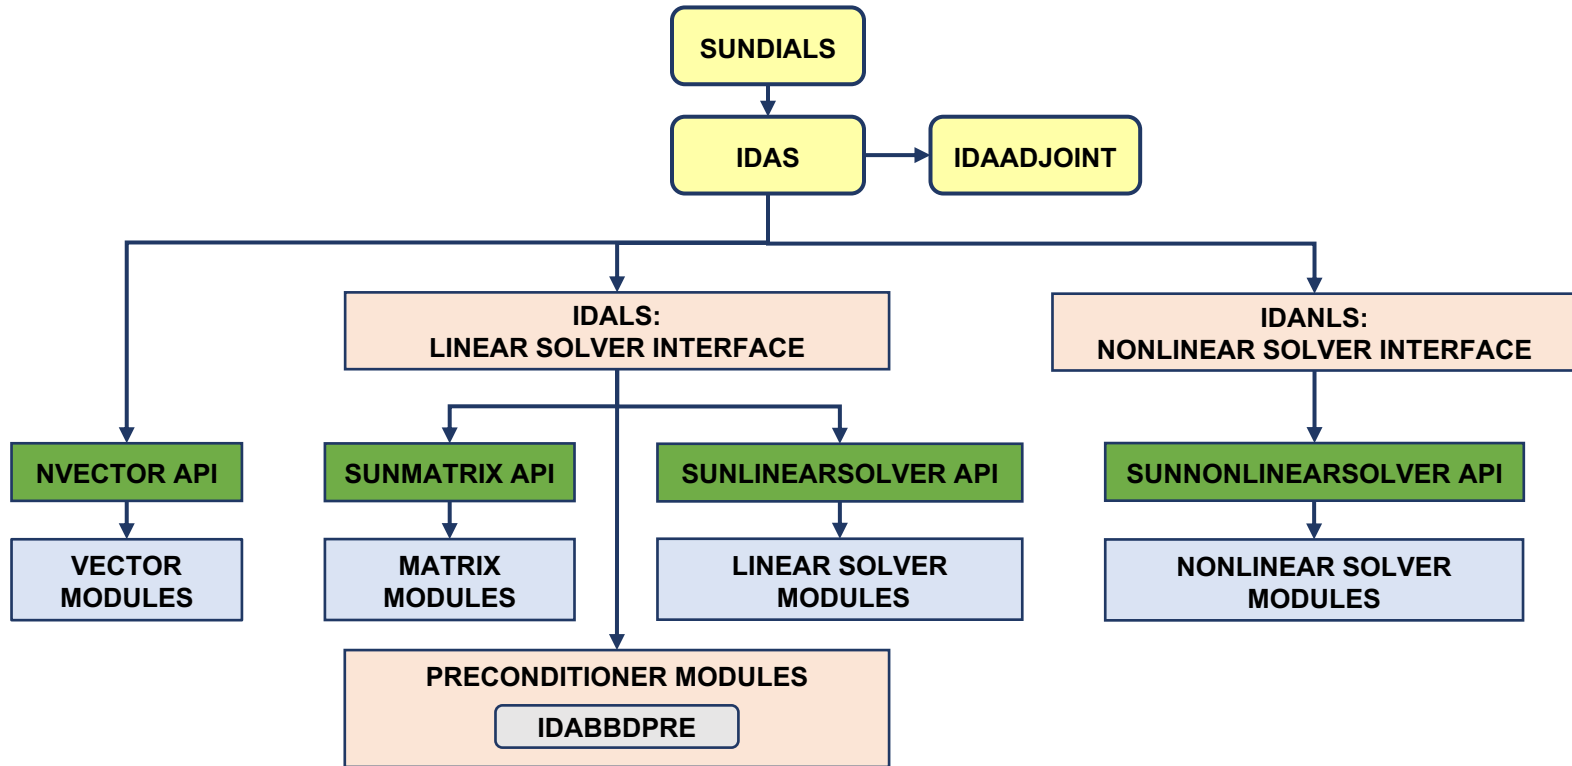 SUNDIALS
IDAS
IDAADJOINT
IDALS:
LINEAR SOLVER INTERFACE
IDANLS:
NONLINEAR SOLVER INTERFACE
NVECTOR API
SUNMATRIX API
SUNLINEARSOLVER API
SUNNONLINEARSOLVER API
VECTOR
MODULES
MATRIX
MODULES
LINEAR SOLVER
MODULES
NONLINEAR SOLVER
MODULES
PRECONDITIONER MODULES
IDABBDPRE